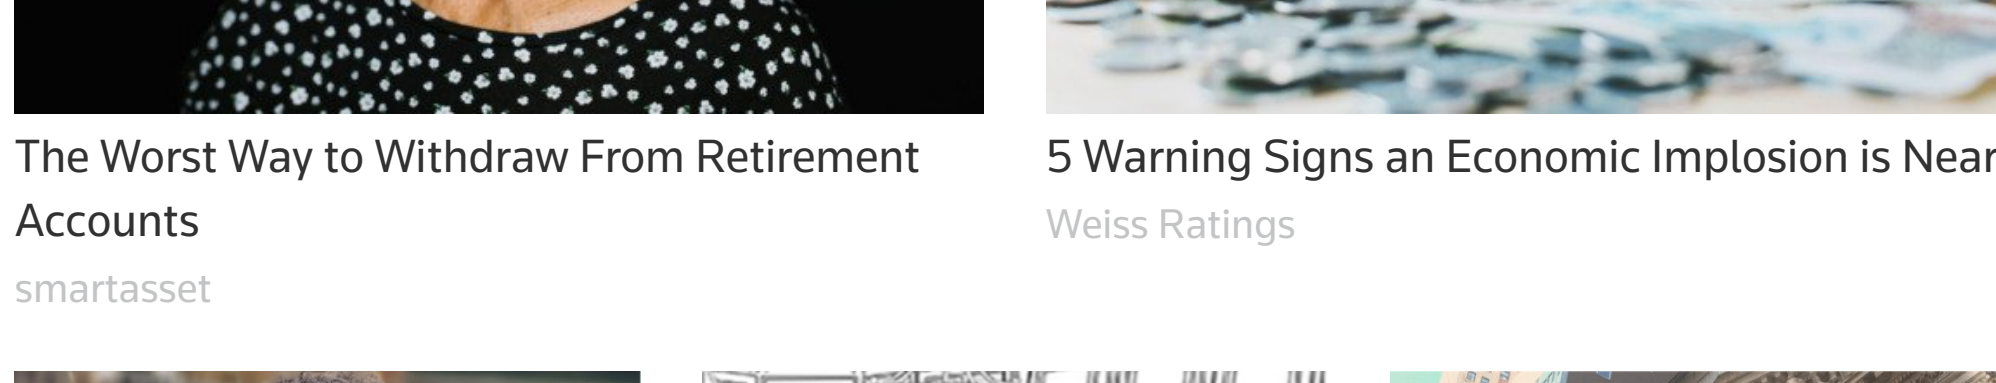 The Worst Way to Withdraw From Retirement
Accounts
smartasset
5 Warning Signs an Economic Implosion is Near
Weiss Ratings